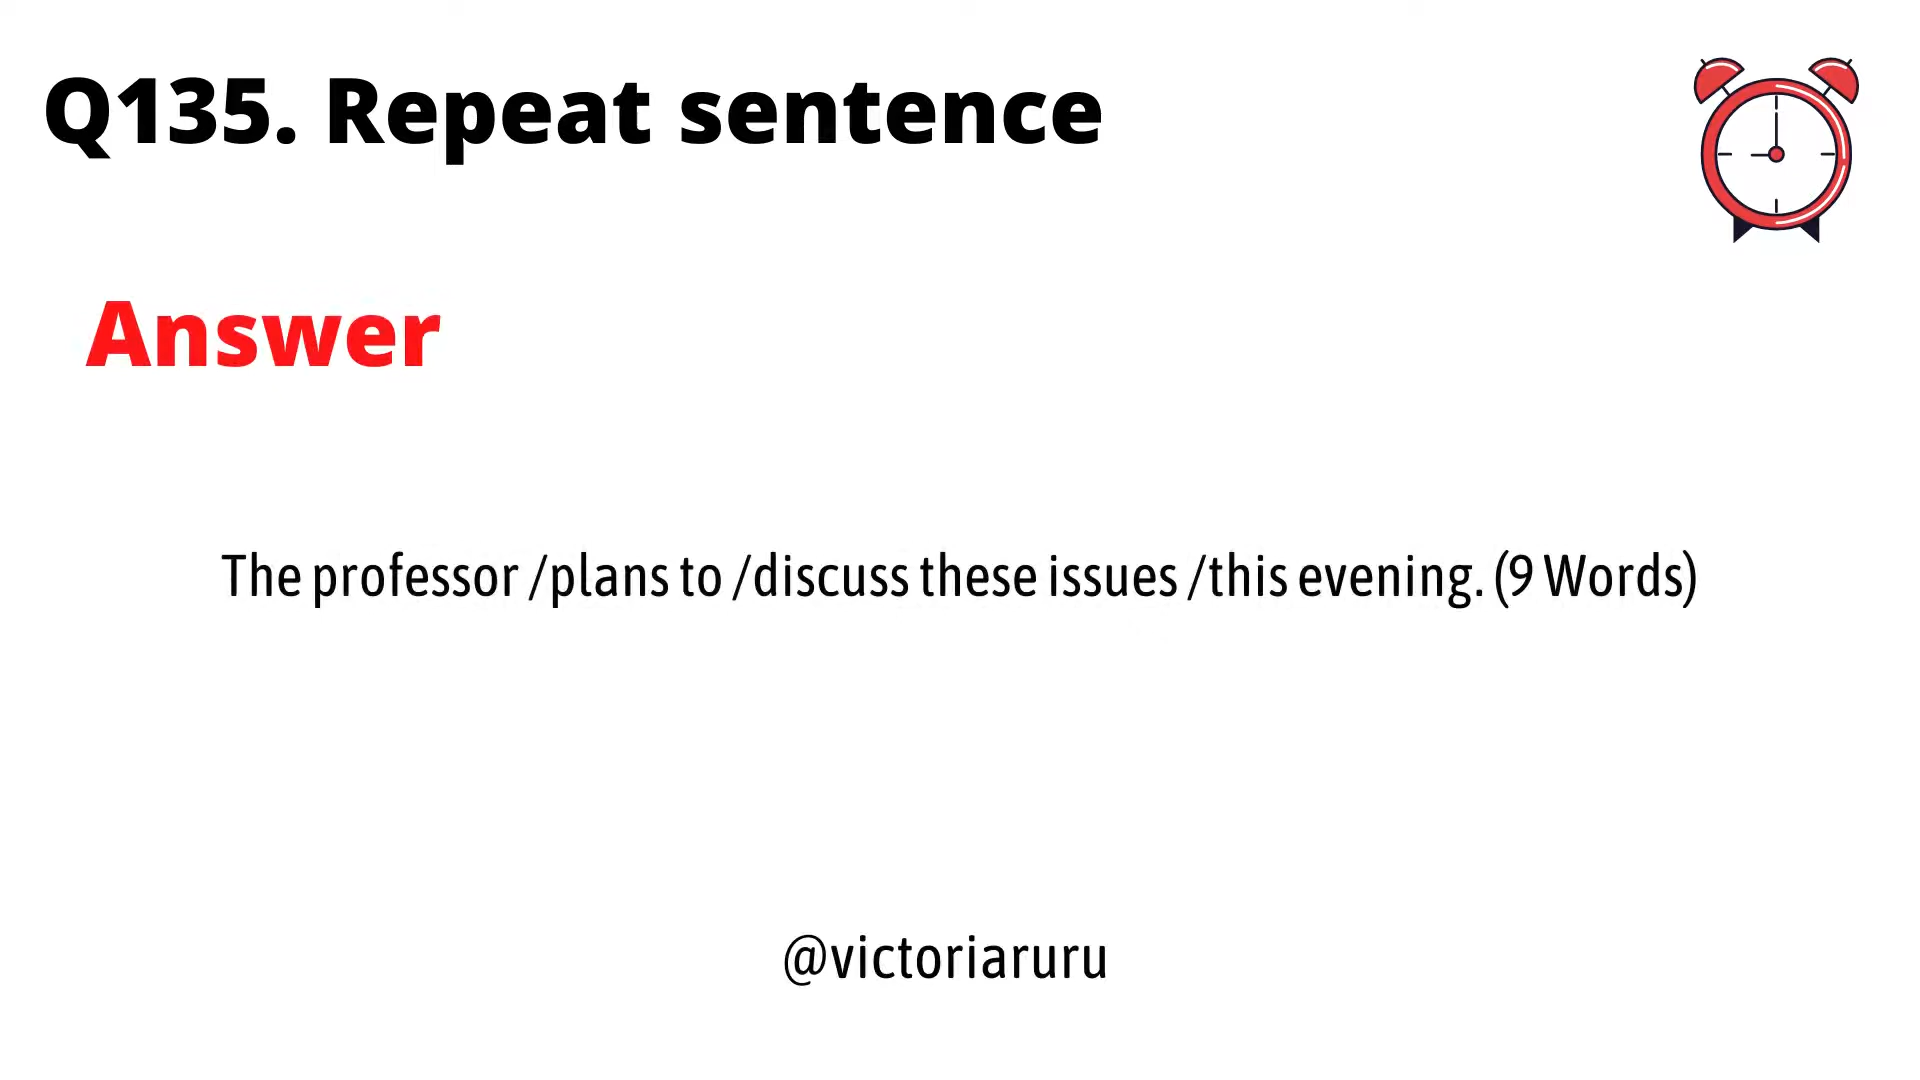 Q135. Repeat sentence
Answer
The professor /plans to /discuss these issues /this evening. (9 Words)
@victoriaruru